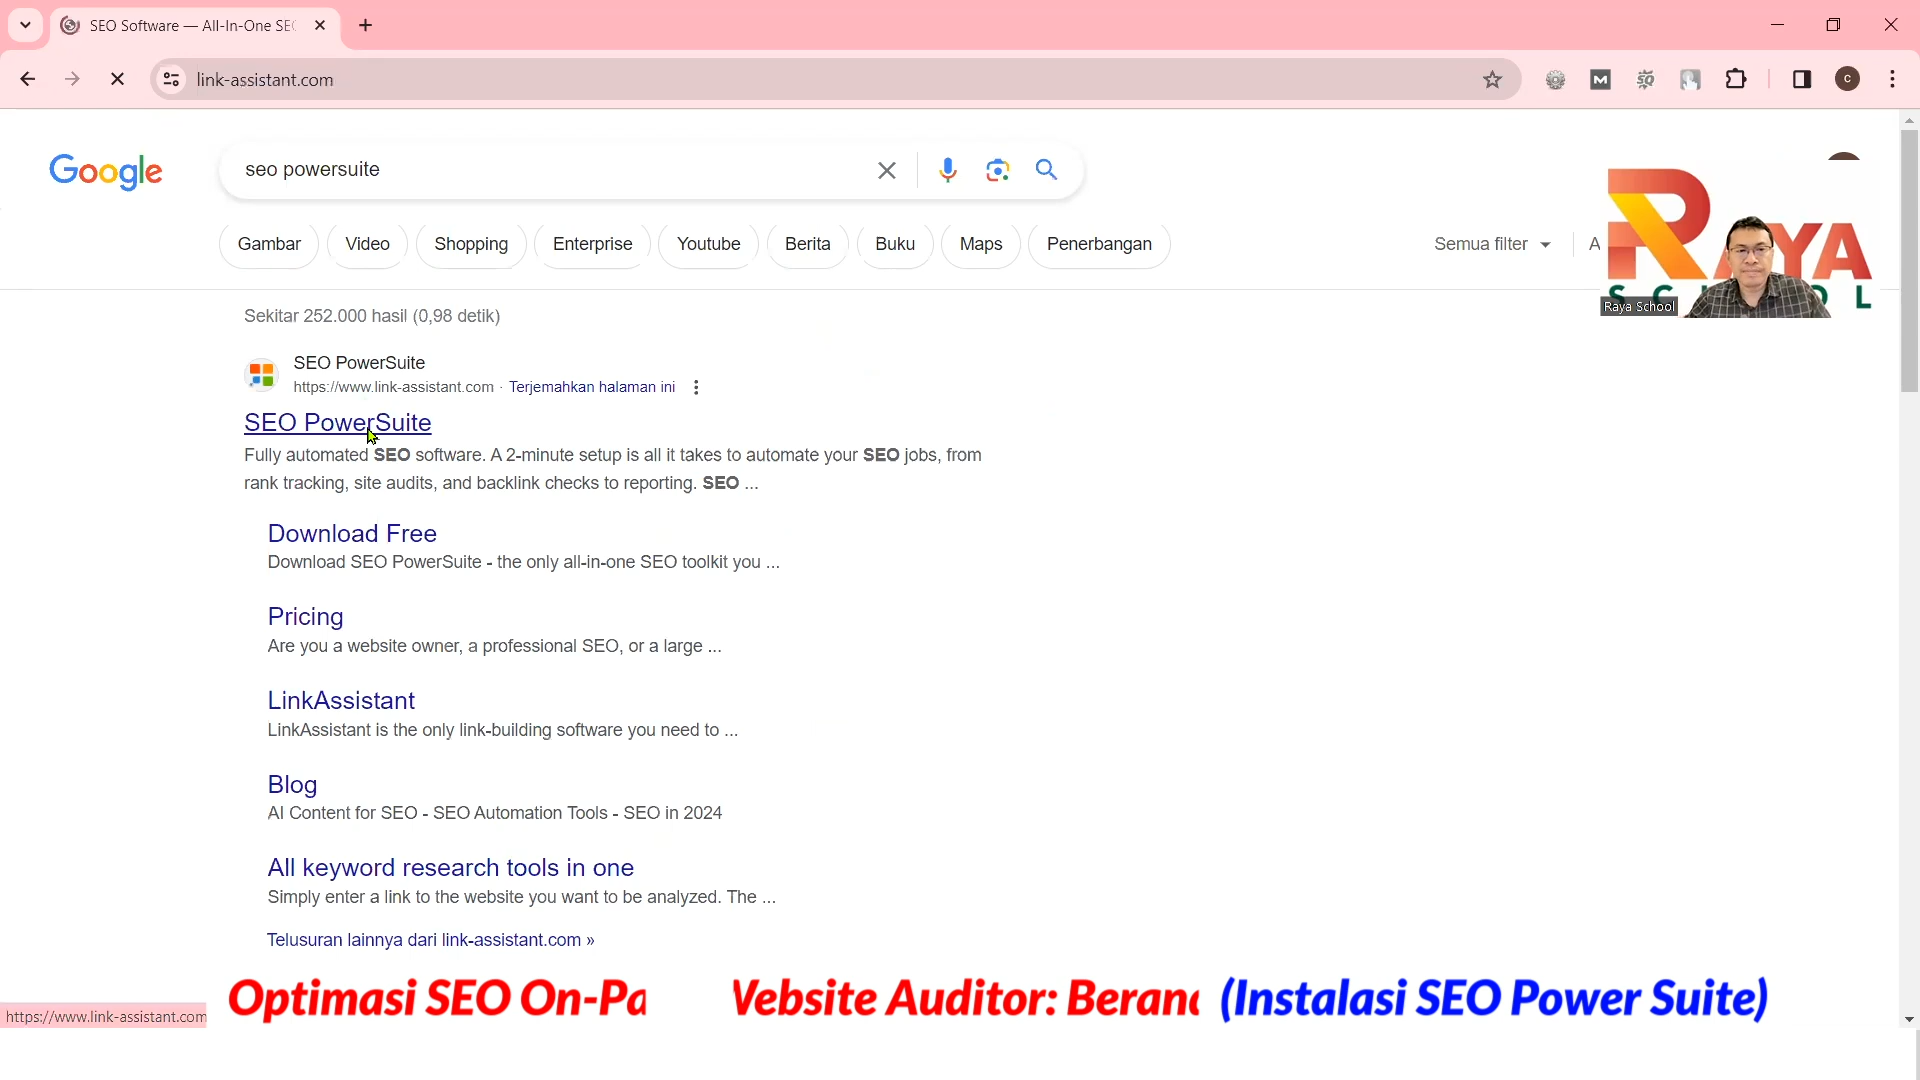 SEO Software — All-In-One SEO
link-assistant.com
C
Google
seo powersuite
Gambar
Video
Shopping
Enterprise
Youtube
Berita
Buku
Maps
Penerbangan
Semua filter
A
RAYA
SCHOOL
Raya School
Sekitar 252.000 hasil (0,98 detik)
SEO PowerSuite
https://www.link-assistant.com · Terjemahkan halaman ini
SEO PowerSuite
Fully automated SEO software. A 2-minute setup is all it takes to automate your SEO jobs, from
rank tracking, site audits, and backlink checks to reporting. SEO ...
Download Free
Download SEO PowerSuite - the only all-in-one SEO toolkit you ...
Pricing
Are you a website owner, a professional SEO, or a large ...
LinkAssistant
LinkAssistant is the only link-building software you need to ...
Blog
AI Content for SEO - SEO Automation Tools - SEO in 2024
All keyword research tools in one
Simply enter a link to the website you want to be analyzed. The ...
Telusuran lainnya dari link-assistant.com »
Optimasi SEO On-Pa
Website Auditor: Beran
(Instalasi SEO Power Suite)
https://www.link-assistant.com